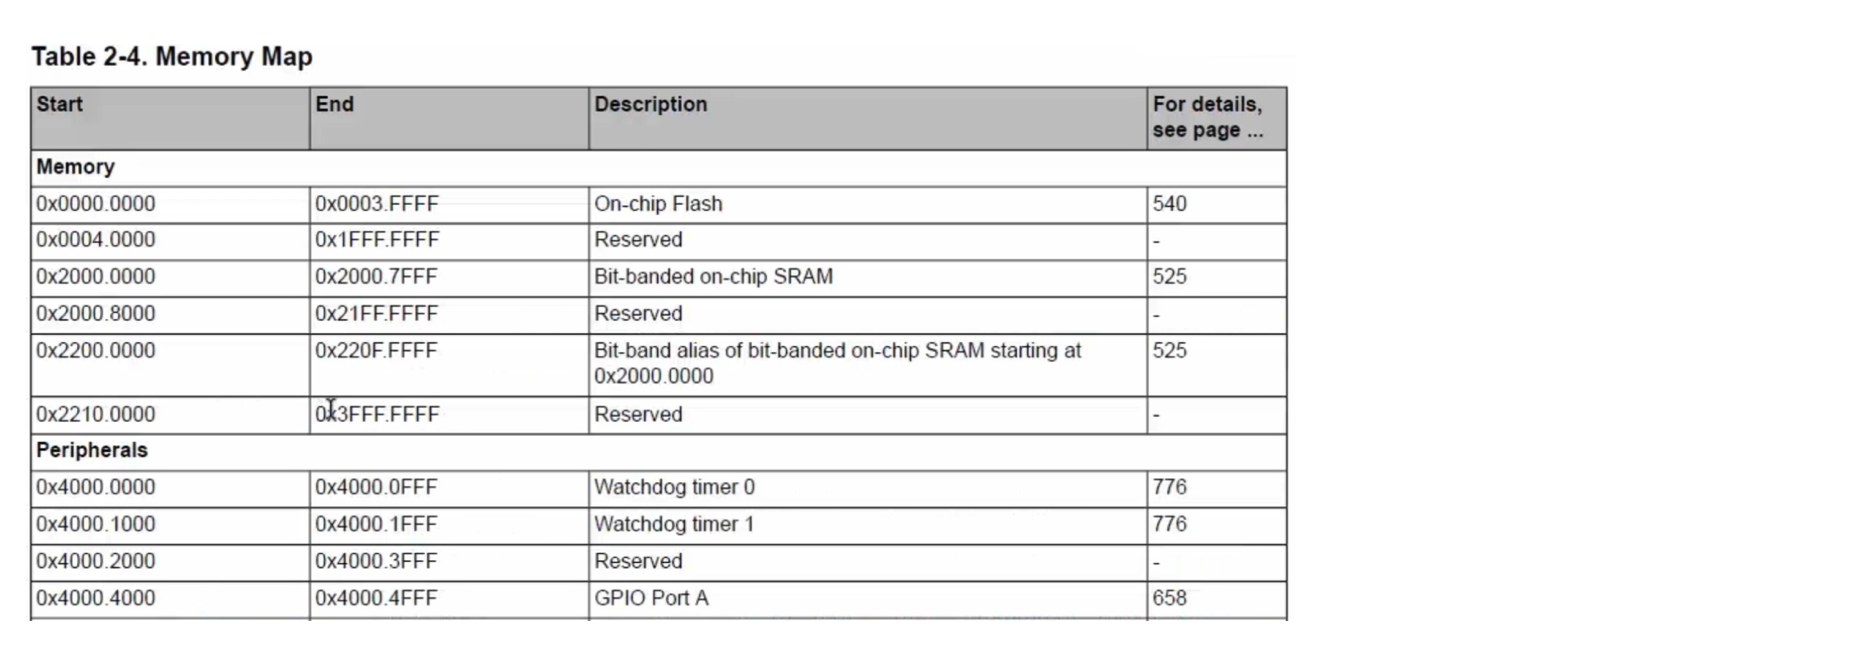 Table 2-4. Memory Map
Start End Description For details,
see page ...
Memory
0x0000.0000 0x0003.FFFF On-chip Flash 540
0x0004.0000 0x1FFF.FFFF Reserved -
0x2000.0000 0x2000.7FFF Bit-banded on-chip SRAM 525
0x2000.8000 0x21FF.FFFF Reserved -
0x2200.0000 0x220F.FFFF Bit-band alias of bit-banded on-chip SRAM starting at 525
0x2000.0000
0x2210.0000 0x3FFF.FFFF Reserved -
Peripherals
0x4000.0000 0x4000.0FFF Watchdog timer 0 776
0x4000.1000 0x4000.1FFF Watchdog timer 1 776
0x4000.2000 0x4000.3FFF Reserved -
0x4000.4000 0x4000.4FFF GPIO Port A 658